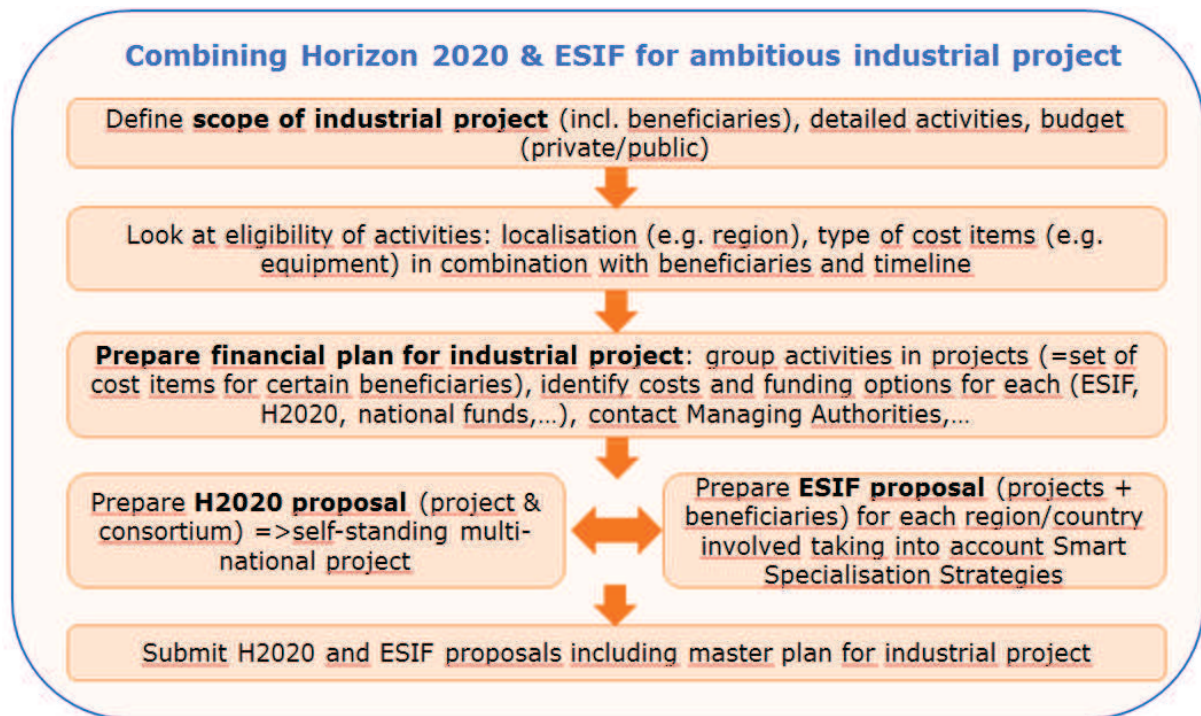 Combining Horizon 2020 & ESIF for ambitious industrial project
Define scope of industrial project (incl. beneficiaries), detailed activities, budget
(private/public)
Look at eligibility of activities: localisation (e.g. region), type of cost items (e.g.
equipment) in combination with beneficiaries and timeline
Prepare financial plan for industrial project: group activities in projects (=set of
cost items for certain beneficiaries), identify costs and funding options for each (ESIF,
H2020, national funds,...), contact Managing Authorities,...
Prepare H2020 proposal (project &
consortium) =>self-standing multi-
national project
Prepare ESIF proposal (projects +
beneficiaries) for each region/country
involved taking into account Smart
Specialisation Strategies
Submit H2020 and ESIF proposals including master plan for industrial project